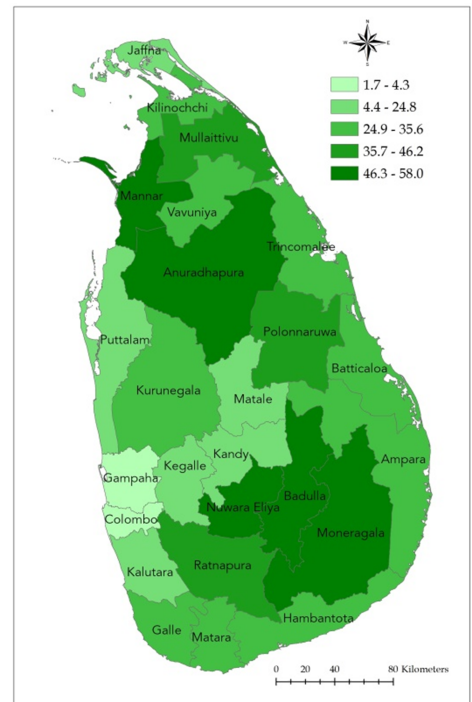 N
W E
S
Jaffna
1.7 - 4.3
4.4 - 24.8
24.9 - 35.6
35.7 - 46.2
46.3 - 58.0
Kilinochchi
Mullaittivu
Mannar
Vavuniya
Trincomalee
Anuradhapura
Polonnaruwa
Puttalam
Batticaloa
Kurunegala
Matale
Kandy
Ampara
Kegalle
Gampaha
Badulla
Nuwara Eliya
Colombo
Moneragala
Ratnapura
Kalutara
Hambantota
Galle
Matara
0 20 40 80 Kilometers